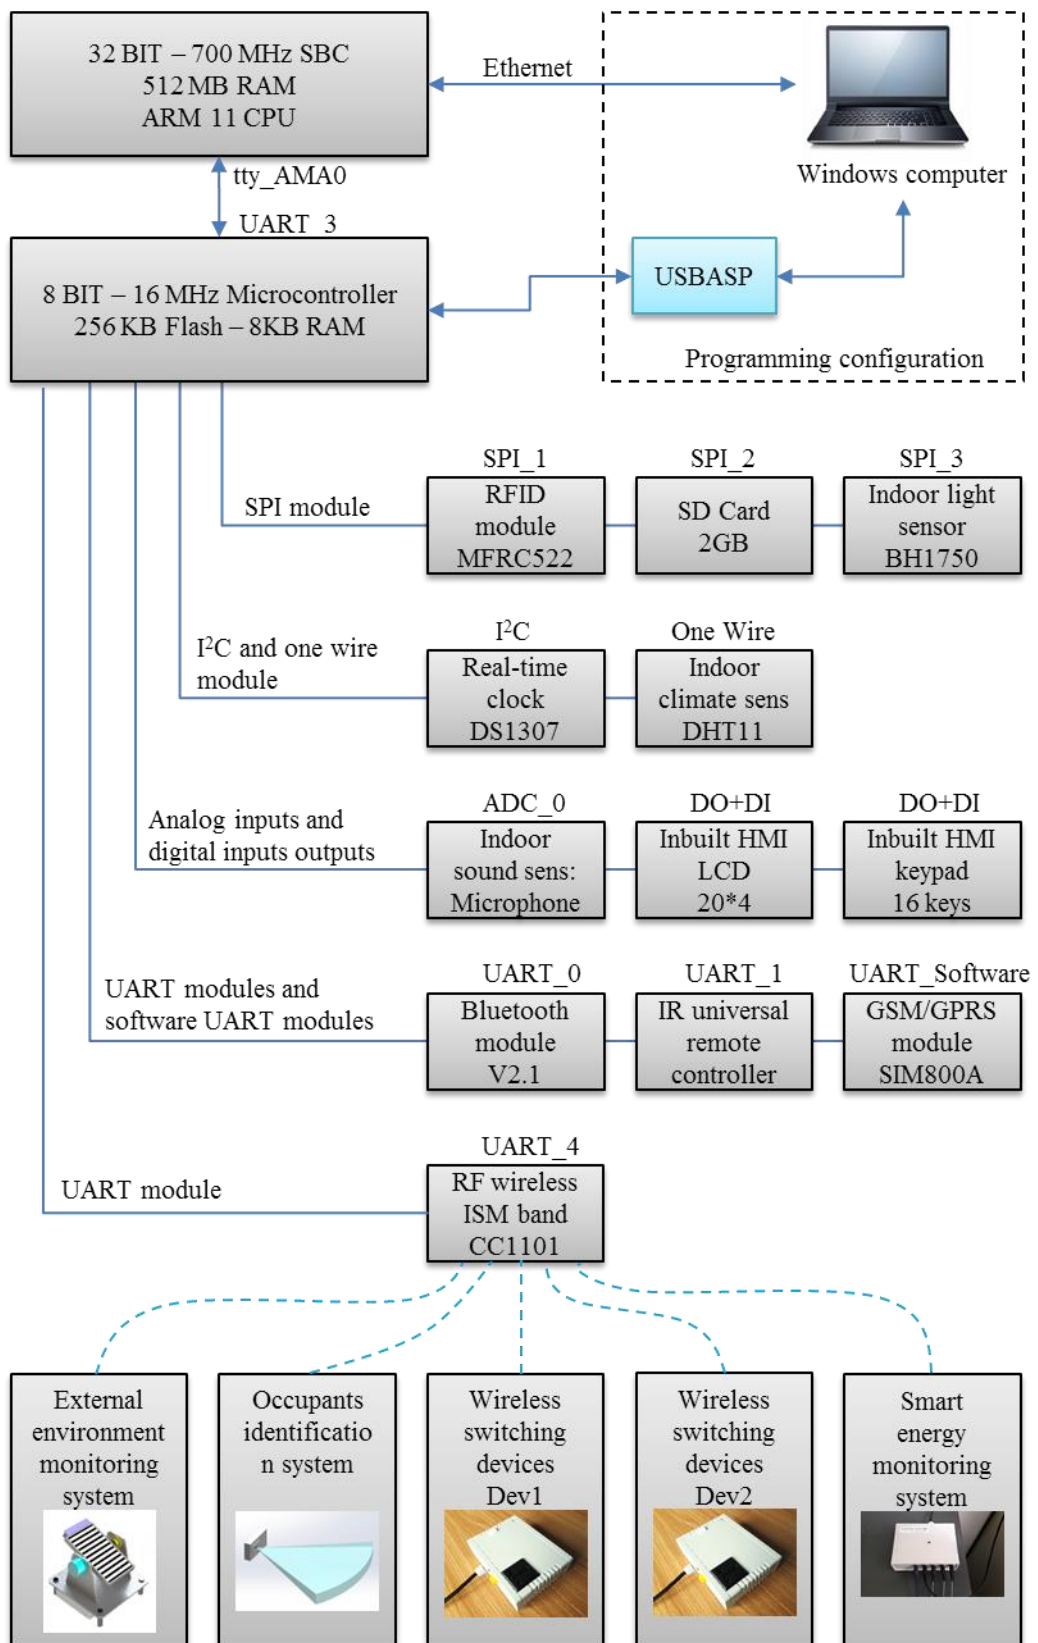 32 BIT – 700 MHz SBC
512 MB RAM
ARM 11 CPU
Ethernet
Windows computer
tty_AMA0
UART_3
8 BIT – 16 MHz Microcontroller
256 KB Flash – 8KB RAM
USBASP
Programming configuration
SPI module
SPI_1
RFID
module
MFRC522
SPI_2
SD Card
2GB
SPI_3
Indoor light
sensor
BH1750
I²C and one wire
module
I²C
Real-time
clock
DS1307
One Wire
Indoor
climate sens
DHT11
Analog inputs and
digital inputs outputs
ADC_0
Indoor
sound sens:
Microphone
DO+DI
Inbuilt HMI
LCD
20*4
DO+DI
Inbuilt HMI
keypad
16 keys
UART modules and
software UART modules
UART_0
Bluetooth
module
V2.1
UART_1
IR universal
remote
controller
UART_Software
GSM/GPRS
module
SIM800A
UART module
UART_4
RF wireless
ISM band
CC1101
External
environment
monitoring
system
Occupants
identificatio
n system
Wireless
switching
devices
Dev1
Wireless
switching
devices
Dev2
Smart
energy
monitoring
system